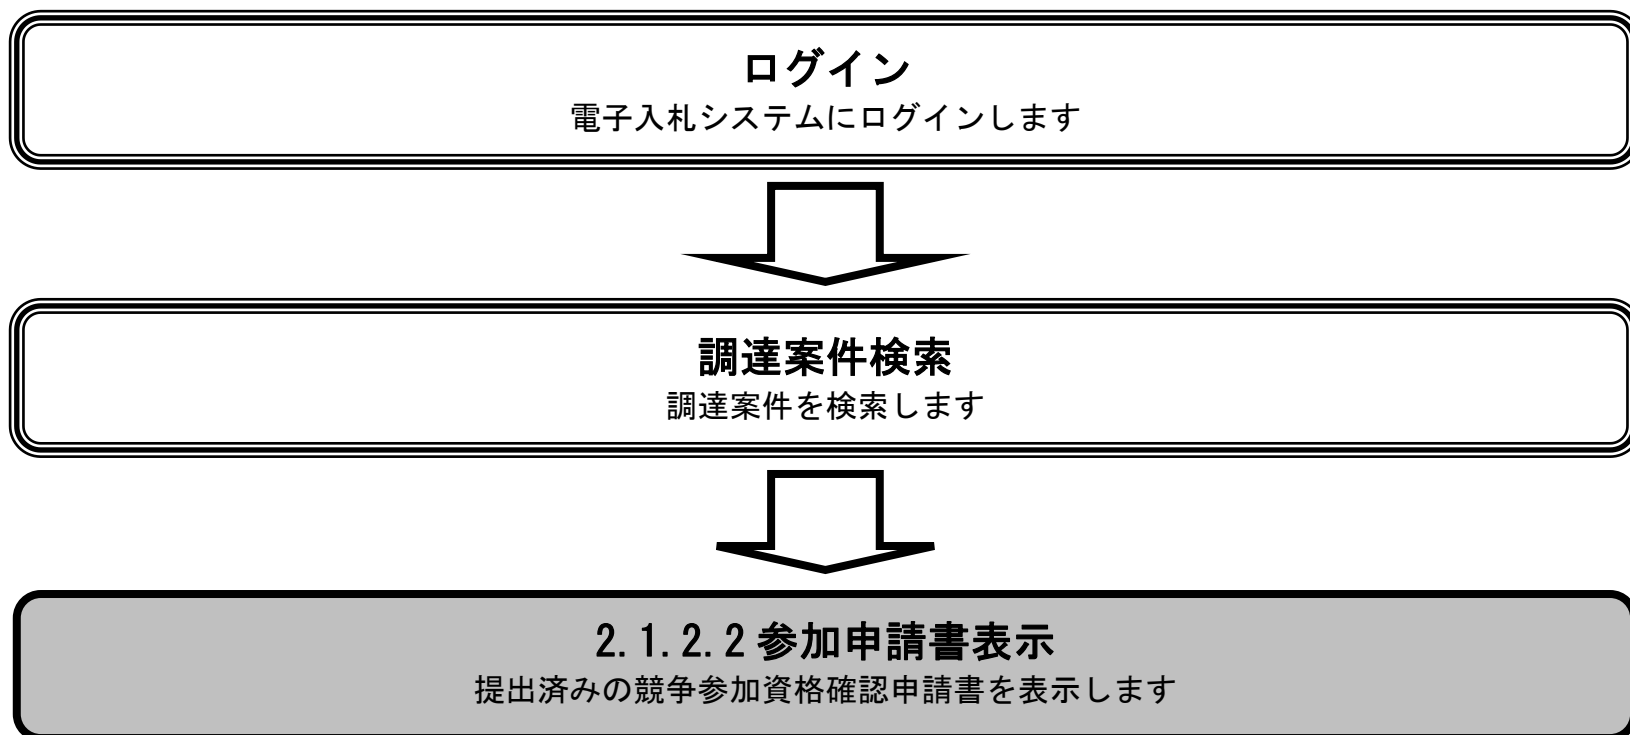 ログイン
電子入札システムにログインします
調達案件検索
調達案件を検索します
2.1.2.2 参加申請書表示
提出済みの競争参加資格確認申請書を表示します